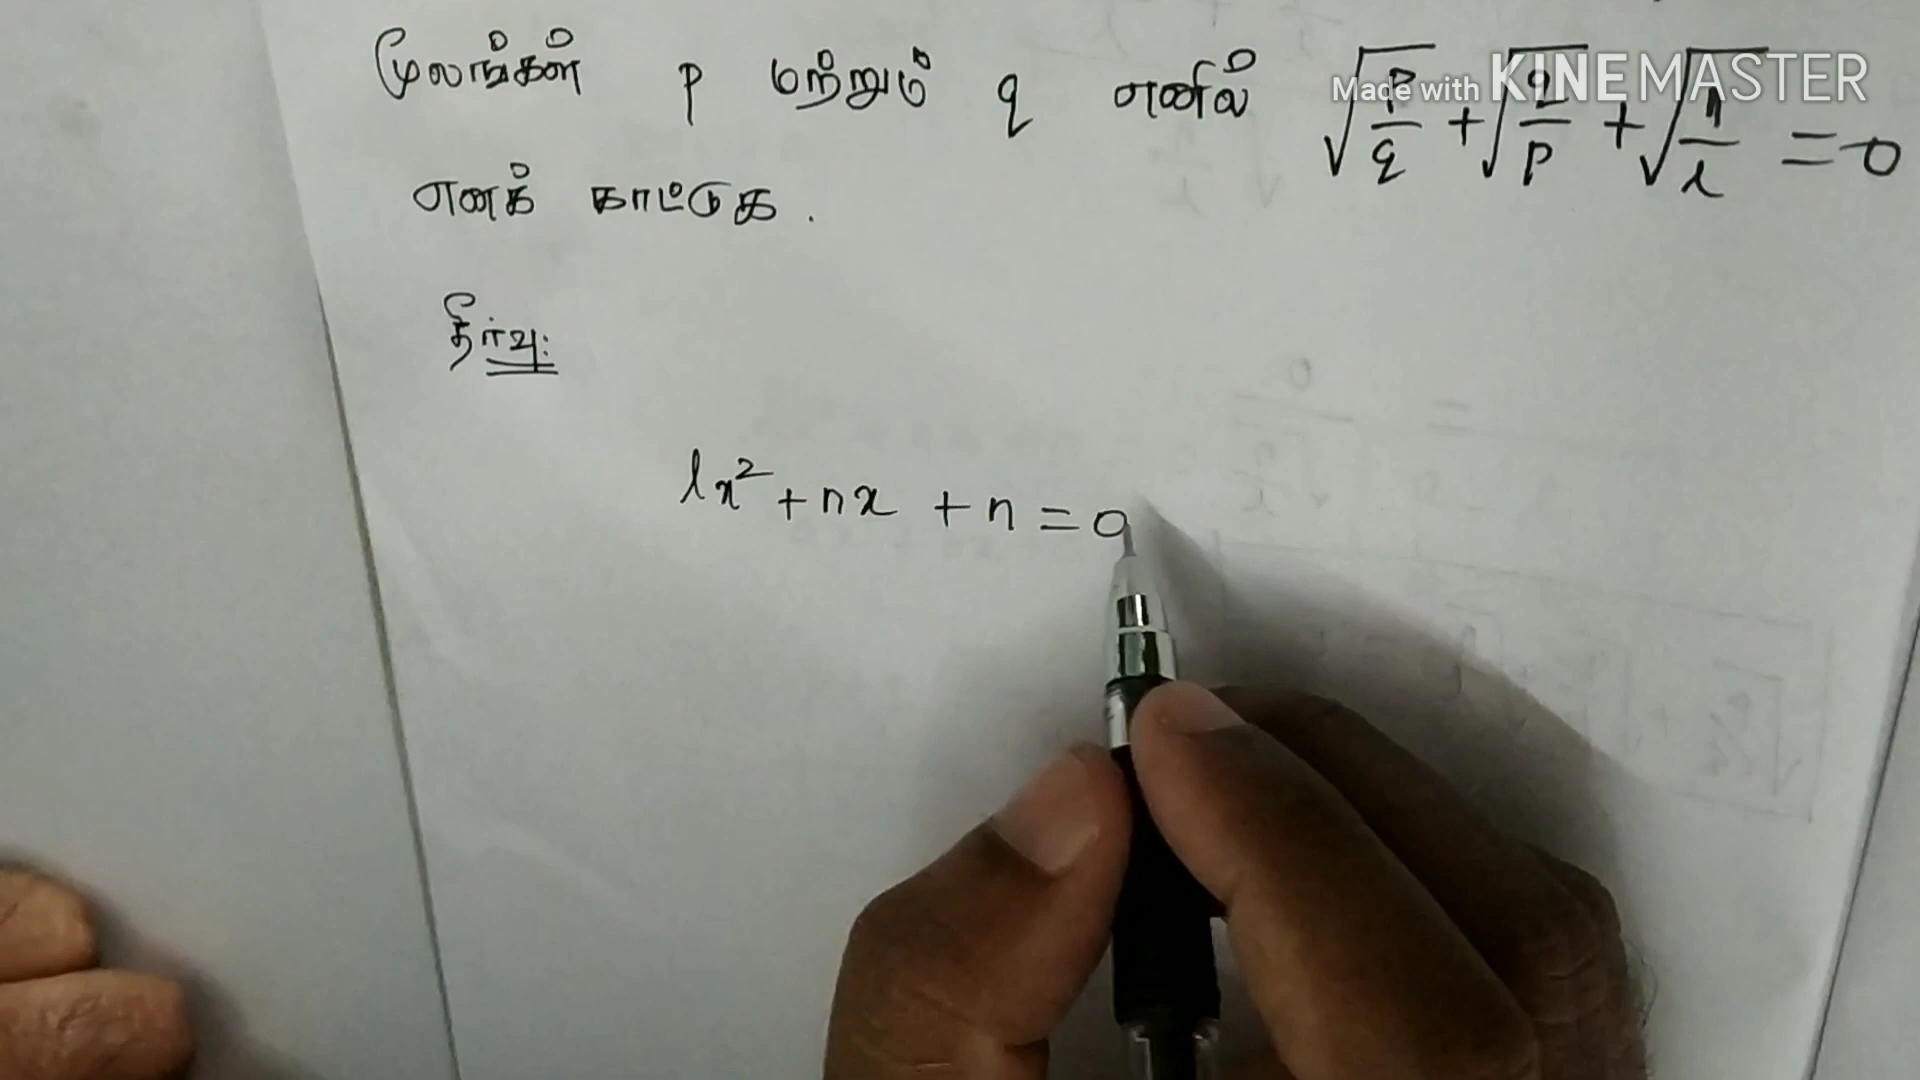 மூலங்கள் p மற்றும் q எனில் √(p/q) + √(q/p) + √(n/l) = 0
Made with KINEMASTER
எனக் காட்டுக .
தீர்வு:
lx² + nx + n = 0